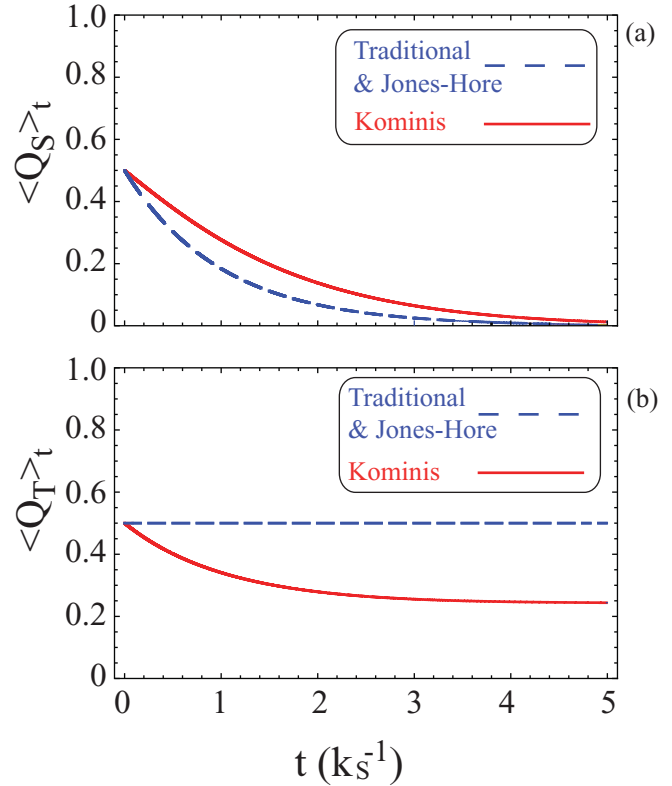 (a)
1.0
0.8
0.6
0.4
0.2
0
<Q_S>_t
Traditional
& Jones-Hore
Kominis
(b)
1.0
0.8
0.6
0.4
0.2
0
<Q_T>_t
Traditional
& Jones-Hore
Kominis
0 1 2 3 4 5
t (ks⁻¹)